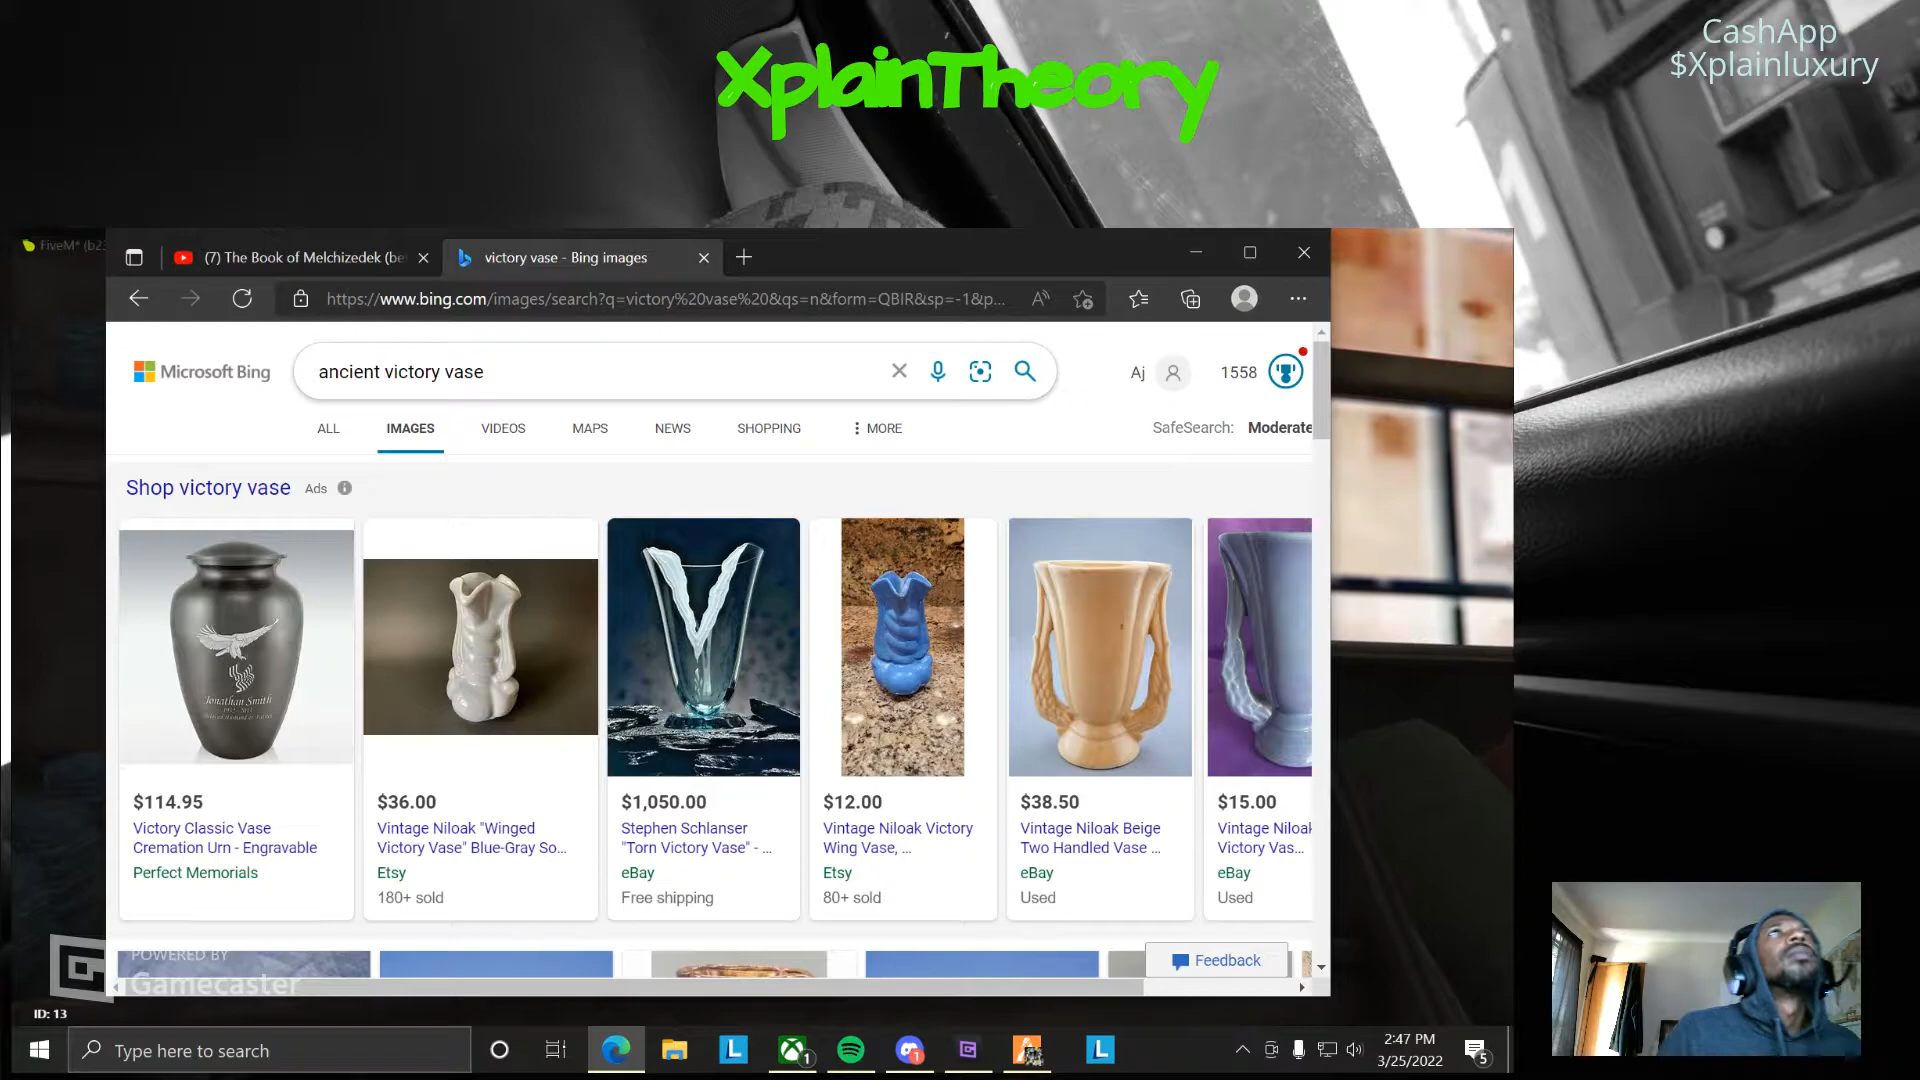 XplainTheory
CashApp
$Xplainluxury
FiveM* (b23
(7) The Book of Melchizedek (be
victory vase - Bing images
https://www.bing.com/images/search?q=victory%20vase%20&qs=n&form=QBIR&sp=-1&p...
Microsoft Bing
ancient victory vase
Aj
1558
ALL
IMAGES
VIDEOS
MAPS
NEWS
SHOPPING
MORE
SafeSearch:
Moderate
Shop victory vase
Ads
Jonathan Smith
$114.95
Victory Classic Vase
Cremation Urn - Engravable
Perfect Memorials
$36.00
Vintage Niloak "Winged
Victory Vase" Blue-Gray So...
Etsy
180+ sold
$1,050.00
Stephen Schlanser
"Torn Victory Vase" - ...
eBay
Free shipping
$12.00
Vintage Niloak Victory
Wing Vase, ...
Etsy
80+ sold
$38.50
Vintage Niloak Beige
Two Handled Vase ...
eBay
Used
$15.00
Vintage Niloak
Victory Vas...
eBay
Used
POWERED BY
Gamecaster
Feedback
ID: 13
Type here to search
L
1
1
L
2:47 PM
3/25/2022
5